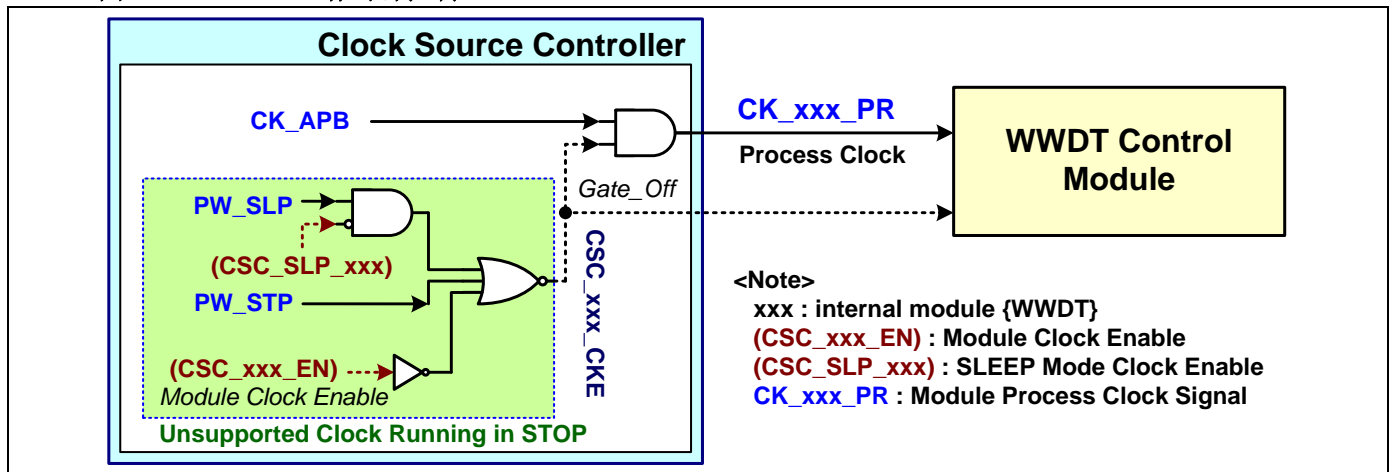 Clock Source Controller
CK_APB
CK_xxx_PR
Process Clock
WWDT Control
Module
Gate_Off
PW_SLP
(CSC_SLP_xxx)
PW_STP
CSC_xxx_CKE
(CSC_xxx_EN)
Module Clock Enable
Unsupported Clock Running in STOP
<Note>
xxx : internal module {WWDT}
(CSC_xxx_EN) : Module Clock Enable
(CSC_SLP_xxx) : SLEEP Mode Clock Enable
CK_xxx_PR : Module Process Clock Signal